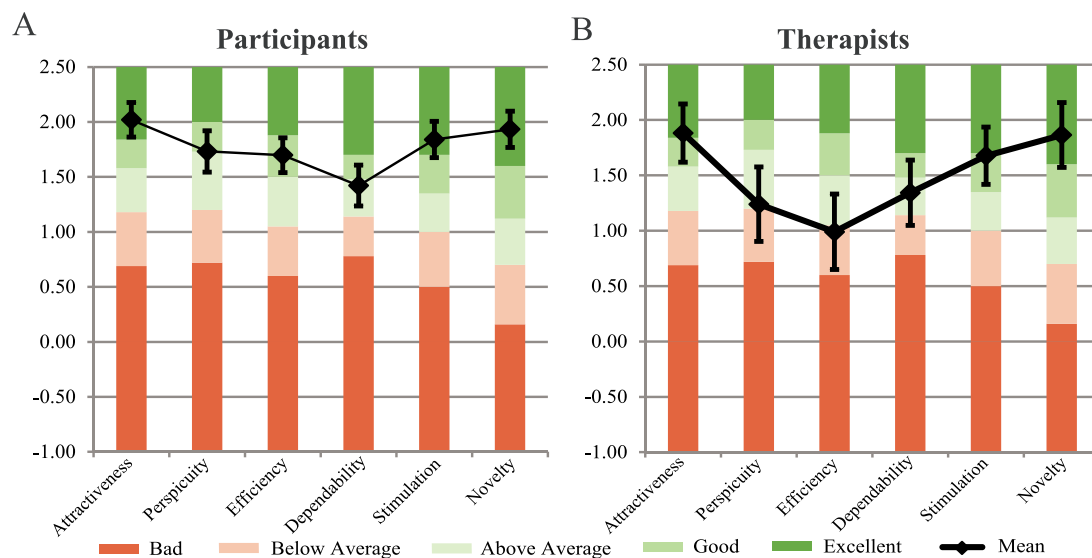 A
Participants
2.50
2.00
1.50
1.00
0.50
0.00
-0.50
-1.00
Attractiveness
Perspicuity
Efficiency
Dependability
Stimulation
Novelty
B
Therapists
2.50
2.00
1.50
1.00
0.50
0.00
-0.50
-1.00
Attractiveness
Perspicuity
Efficiency
Dependability
Stimulation
Novelty
Bad Below Average Above Average Good Excellent Mean